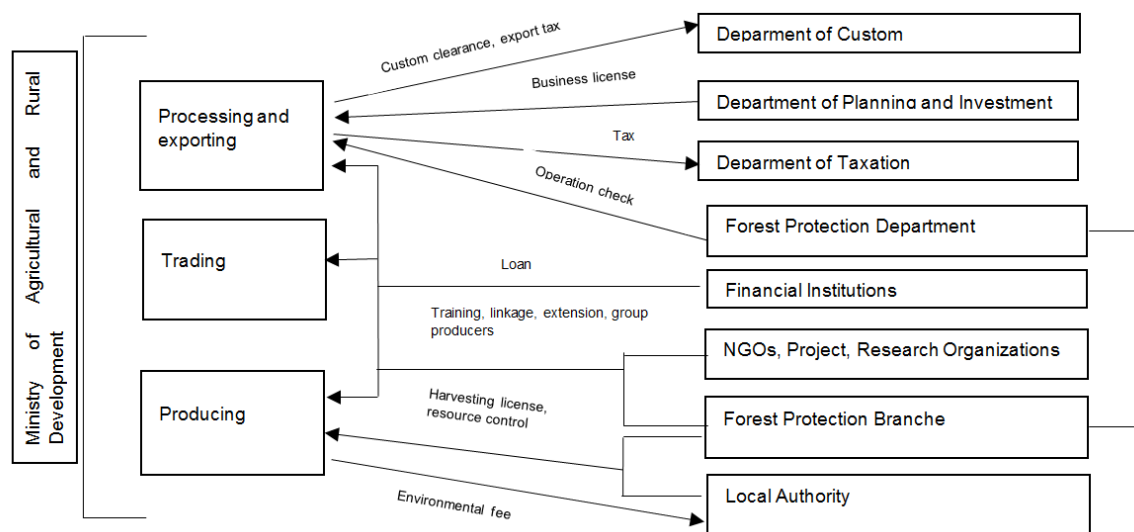 Ministry of Agricultural and Rural
Development
Processing and
exporting
Trading
Producing
Custom clearance, export tax
Business license
Tax
Operation check
Loan
Training, linkage, extension, group
producers
Harvesting license,
resource control
Environmental fee
Deparment of Custom
Department of Planning and Investment
Department of Taxation
Forest Protection Department
Financial Institutions
NGOs, Project, Research Organizations
Forest Protection Branche
Local Authority